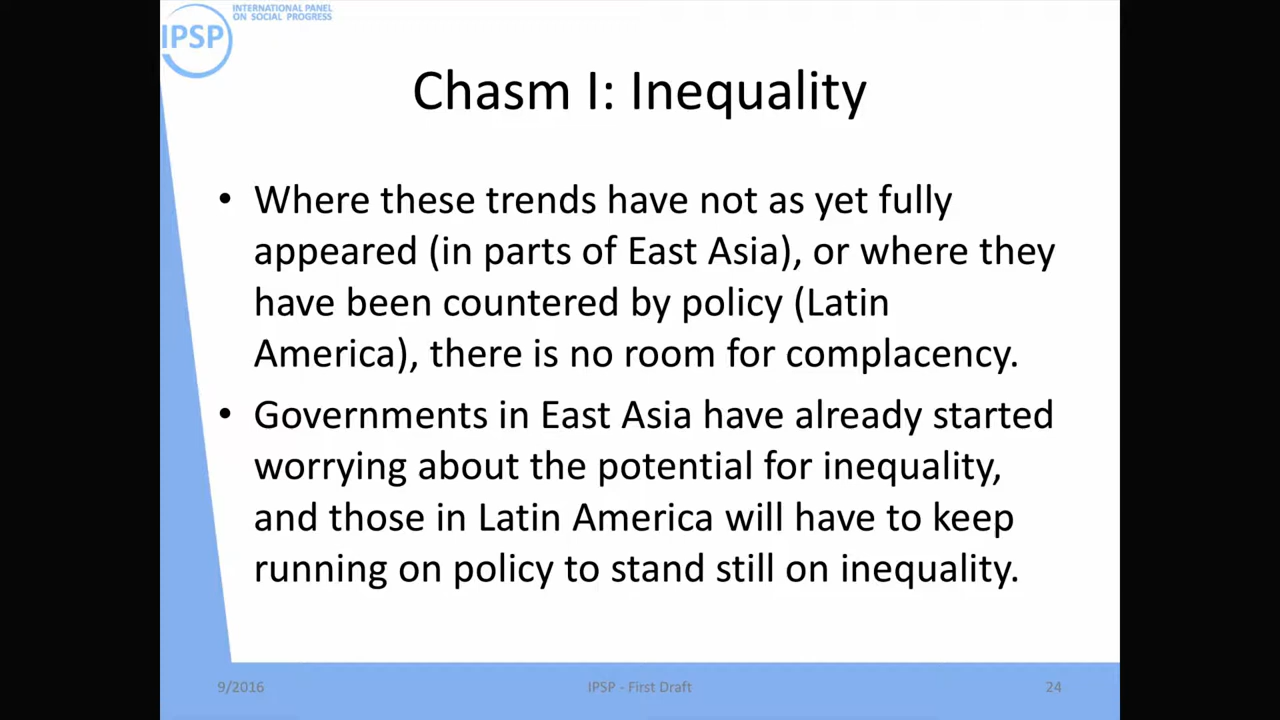 INTERNATIONAL PANEL
ON SOCIAL PROGRESS
IPSP
Chasm I: Inequality
• Where these trends have not as yet fully
appeared (in parts of East Asia), or where they
have been countered by policy (Latin
America), there is no room for complacency.
• Governments in East Asia have already started
worrying about the potential for inequality,
and those in Latin America will have to keep
running on policy to stand still on inequality.
9/2016
IPSP - First Draft
24